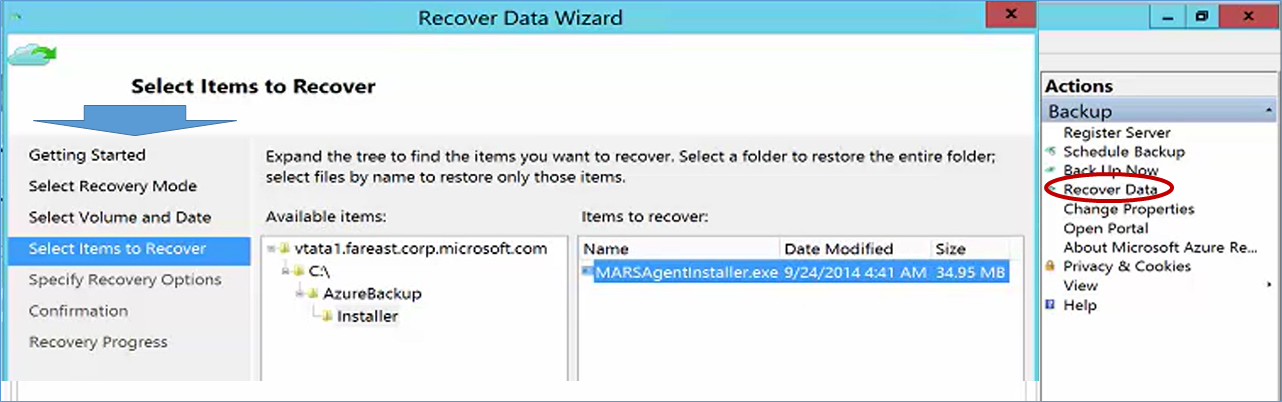 Recover Data Wizard
Select Items to Recover
Getting Started
Select Recovery Mode
Select Volume and Date
Select Items to Recover
Specify Recovery Options
Confirmation
Recovery Progress
Expand the tree to find the items you want to recover. Select a folder to restore the entire folder;
select files by name to restore only those items.
Available items:
vtata1.fareast.corp.microsoft.com
C:\
AzureBackup
Installer
Items to recover:
Name Date Modified Size
MARSAgentInstaller.exe 9/24/2014 4:41 AM 34.95 MB
Actions
Backup
Register Server
Schedule Backup
Back Up Now
Recover Data
Change Properties
Open Portal
About Microsoft Azure Re...
Privacy & Cookies
View
Help